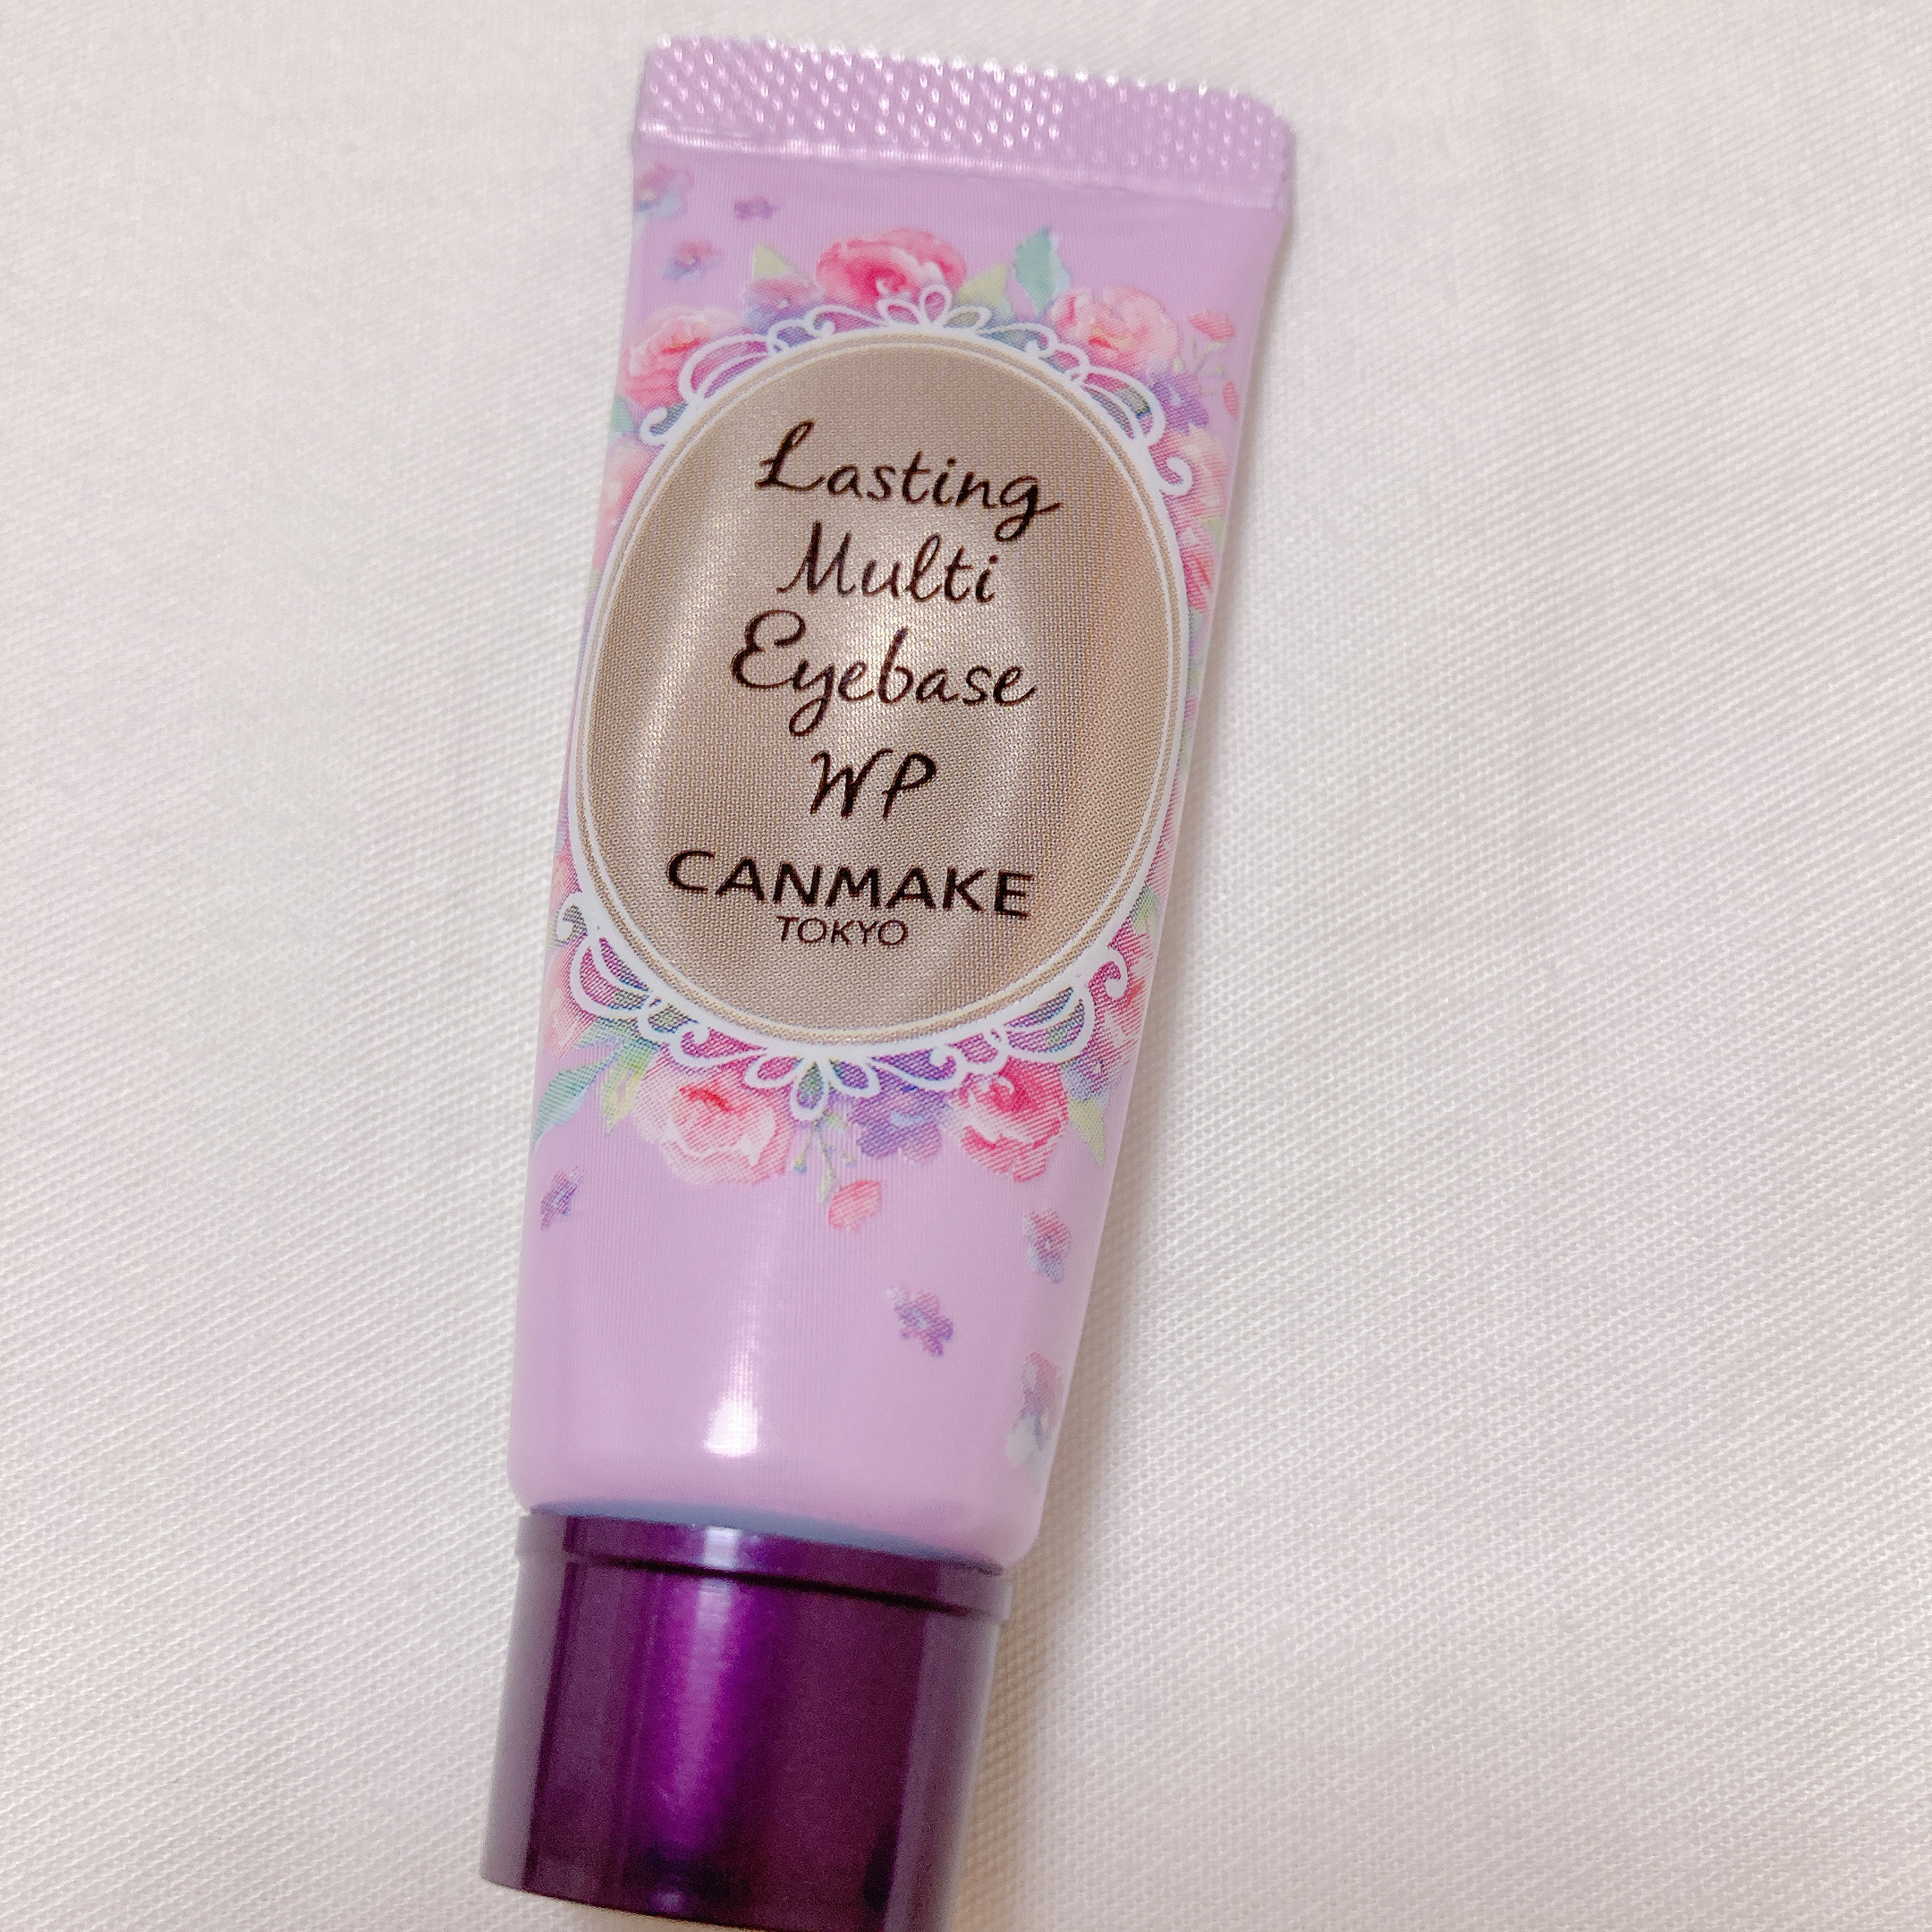 Lasting
Multi
Eyebase
WP
CANMAKE
TOKYO